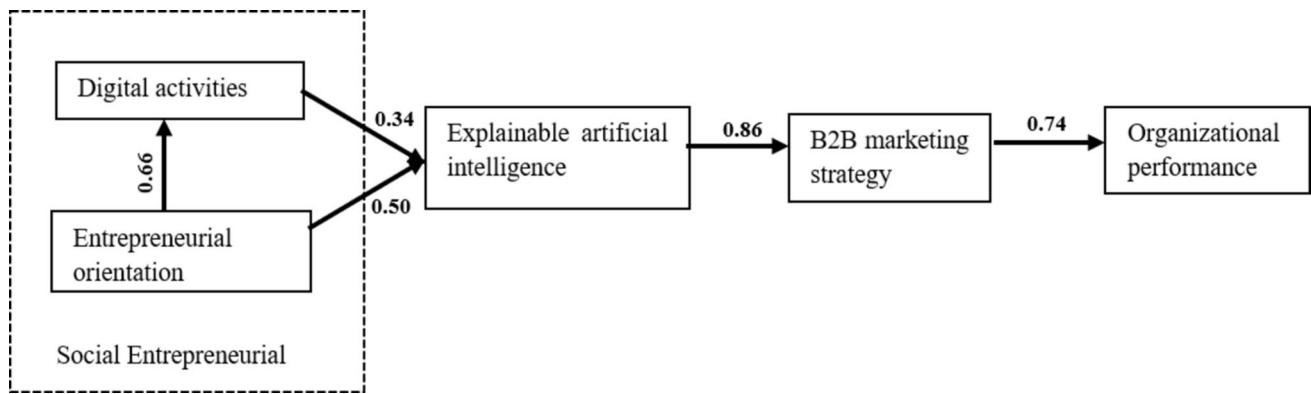 Digital activities
0.66
Entrepreneurial
orientation
Social Entrepreneurial
0.34
0.50
Explainable artificial
intelligence
0.86
B2B marketing
strategy
0.74
Organizational
performance